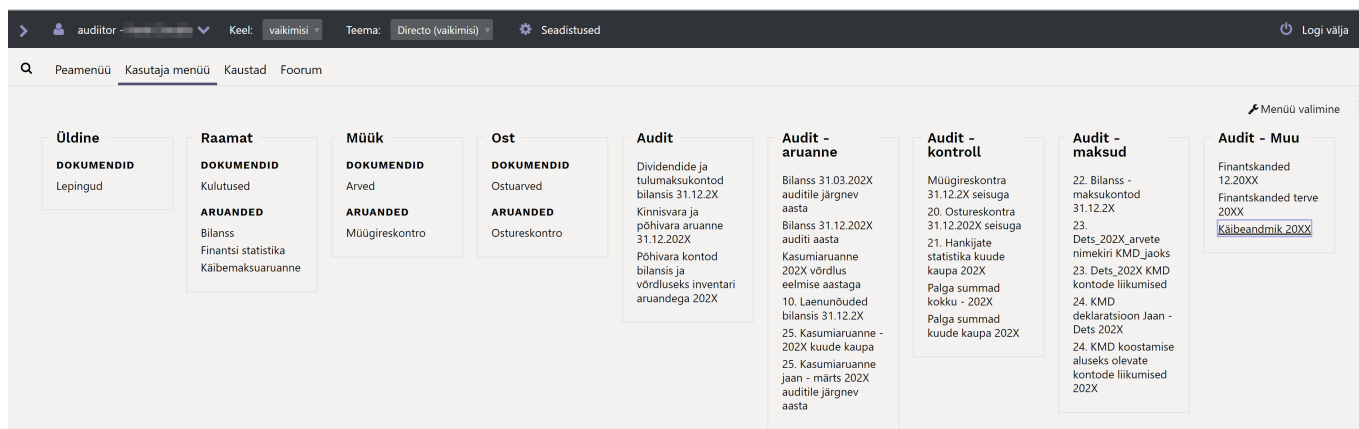 audiitor -
Keel:
vaikimisi
Teema:
Directo (vaikimisi)
Seadistused
Logi välja
Peamenüü
Kasutaja menüü
Kaustad
Foorum
Menüü valimine
Üldine
DOKUMENDID
Lepingud
Raamat
DOKUMENDID
Kulutused
ARUANDED
Bilanss
Finantsi statistika
Käibemaksuaruanne
Müük
DOKUMENDID
Arved
ARUANDED
Müügireskontro
Ost
DOKUMENDID
Ostuarved
ARUANDED
Ostureskontro
Audit
Dividendide ja
tulumaksukontod
bilansis 31.12.2X
Kinnisvara ja
põhivara aruanne
31.12.202X
Põhivara kontod
bilansis ja
võrdluseks inventari
aruandega 202X
Audit -
aruanne
Bilanss 31.03.202X
auditile järgnev
aasta
Bilanss 31.12.202X
auditi aasta
Kasumiaruanne
202X võrdlus
eelmise aastaga
10. Laenunõuded
bilansis 31.12.2X
25. Kasumiaruanne -
202X kuude kaupa
25. Kasumiaruanne
jaan - märts 202X
auditile järgnev
aasta
Audit -
kontroll
Müügireskontra
31.12.2X seisuga
20. Ostureskontra
31.12.202X seisuga
21. Hankijate
statistika kuude
kaupa 202X
Palga summad
kokku - 202X
Palga summad
kuude kaupa 202X
Audit -
maksud
22. Bilanss -
maksukontod
31.12.2X
23.
Dets_202X_arvete
nimekiri KMD_jaoks
23. Dets_202X KMD
kontode liikumised
24. KMD
deklaratsioon Jaan -
Dets 202X
24. KMD koostamise
aluseks olevate
kontode liikumised
202X
Audit - Muu
Finantskanded
12.20XX
Finantskanded terve
20XX
Käibeandmik 20XX